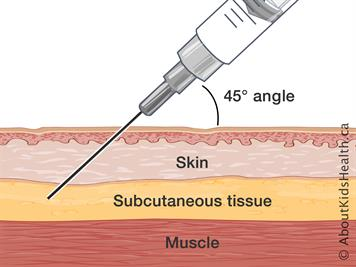 45° angle
Skin
Subcutaneous tissue
Muscle
© AboutKidsHealth.ca